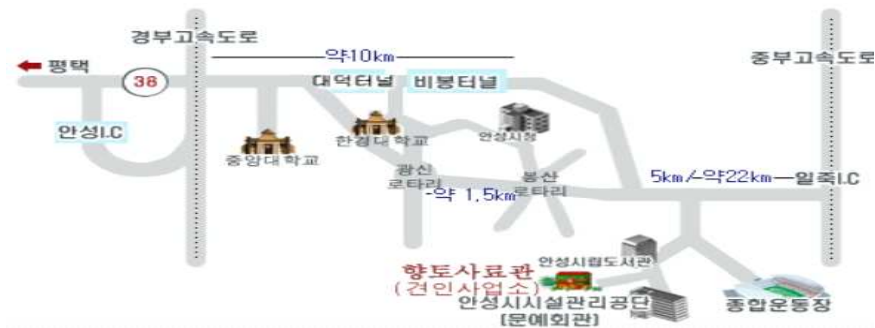 경부고속도로
약10km
중부고속도로
평택
38
대덕터널
비봉터널
안성I.C
중앙대학교
한경대학교
안성시청
광신
로타리
봉산
로타리
-약 1,5km
5km/-약22km
일죽I.C
향토사료관
(견인사업소)
안성시립도서관
안성시시설관리공단
(문예회관)
종합운동장